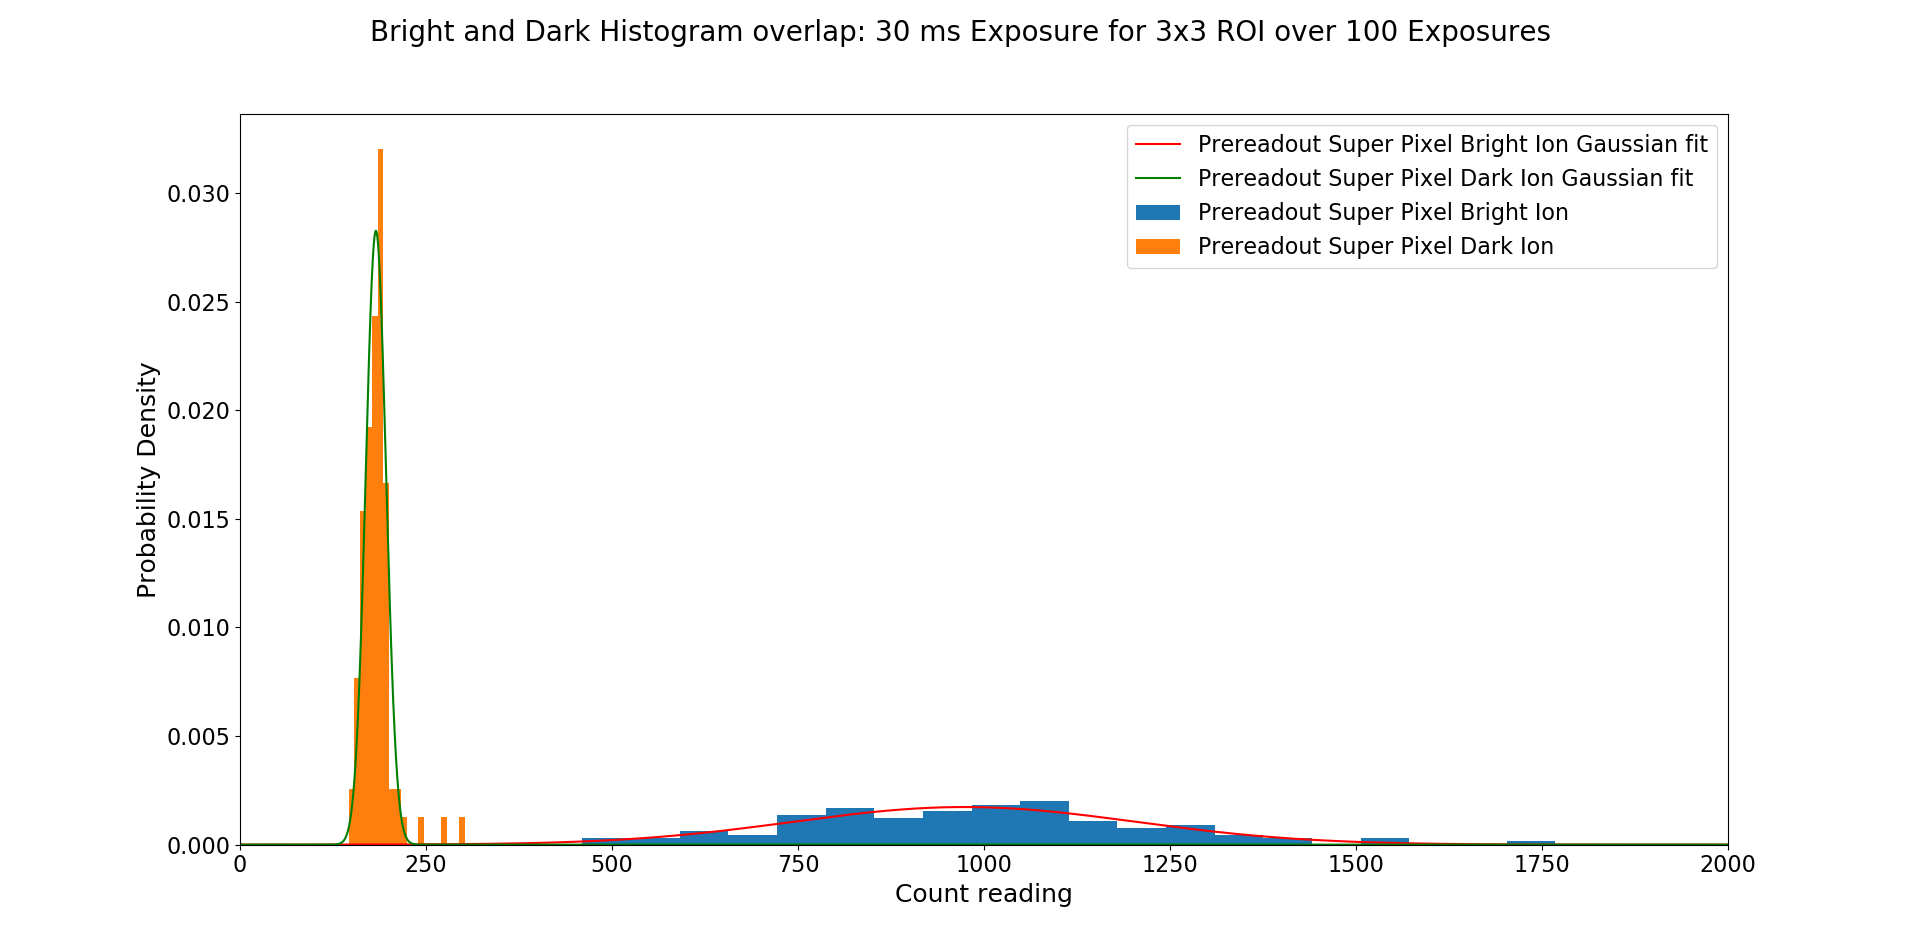 Bright and Dark Histogram overlap: 30 ms Exposure for 3x3 ROI over 100 Exposures
Prereadout Super Pixel Bright Ion Gaussian fit
Prereadout Super Pixel Dark Ion Gaussian fit
Prereadout Super Pixel Bright Ion
Prereadout Super Pixel Dark Ion
Probability Density
0.030
0.025
0.020
0.015
0.010
0.005
0.000
0 250 500 750 1000 1250 1500 1750 2000
Count reading